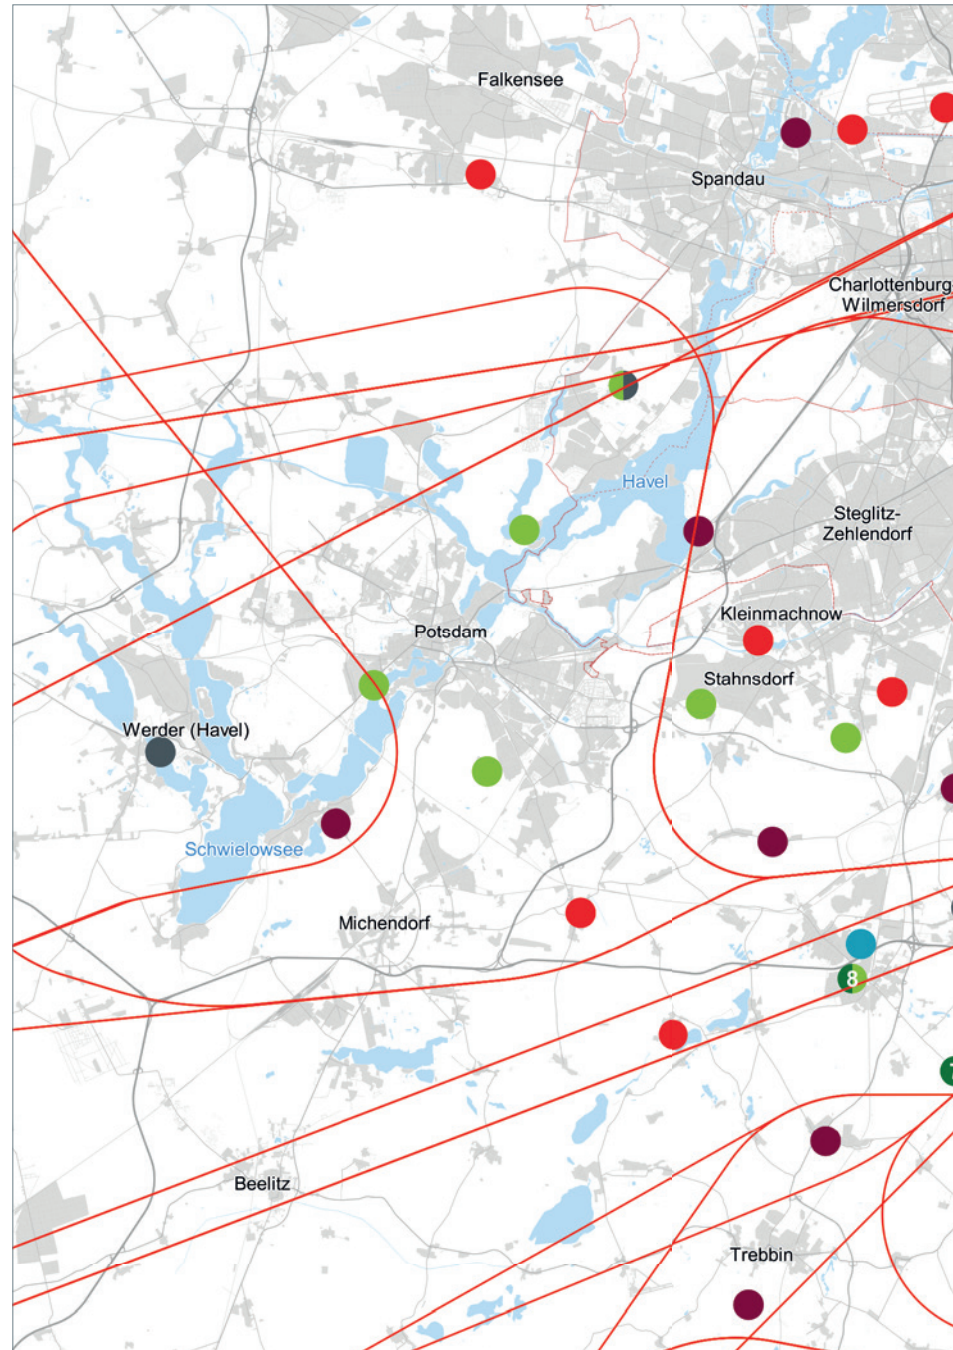 Falkensee
Spandau
Charlottenburg-
Wilmersdorf
Havel
Steglitz-
Zehlendorf
Kleinmachnow
Potsdam
Stahnsdorf
Werder (Havel)
Schwielowsee
Michendorf
8
Beelitz
Trebbin